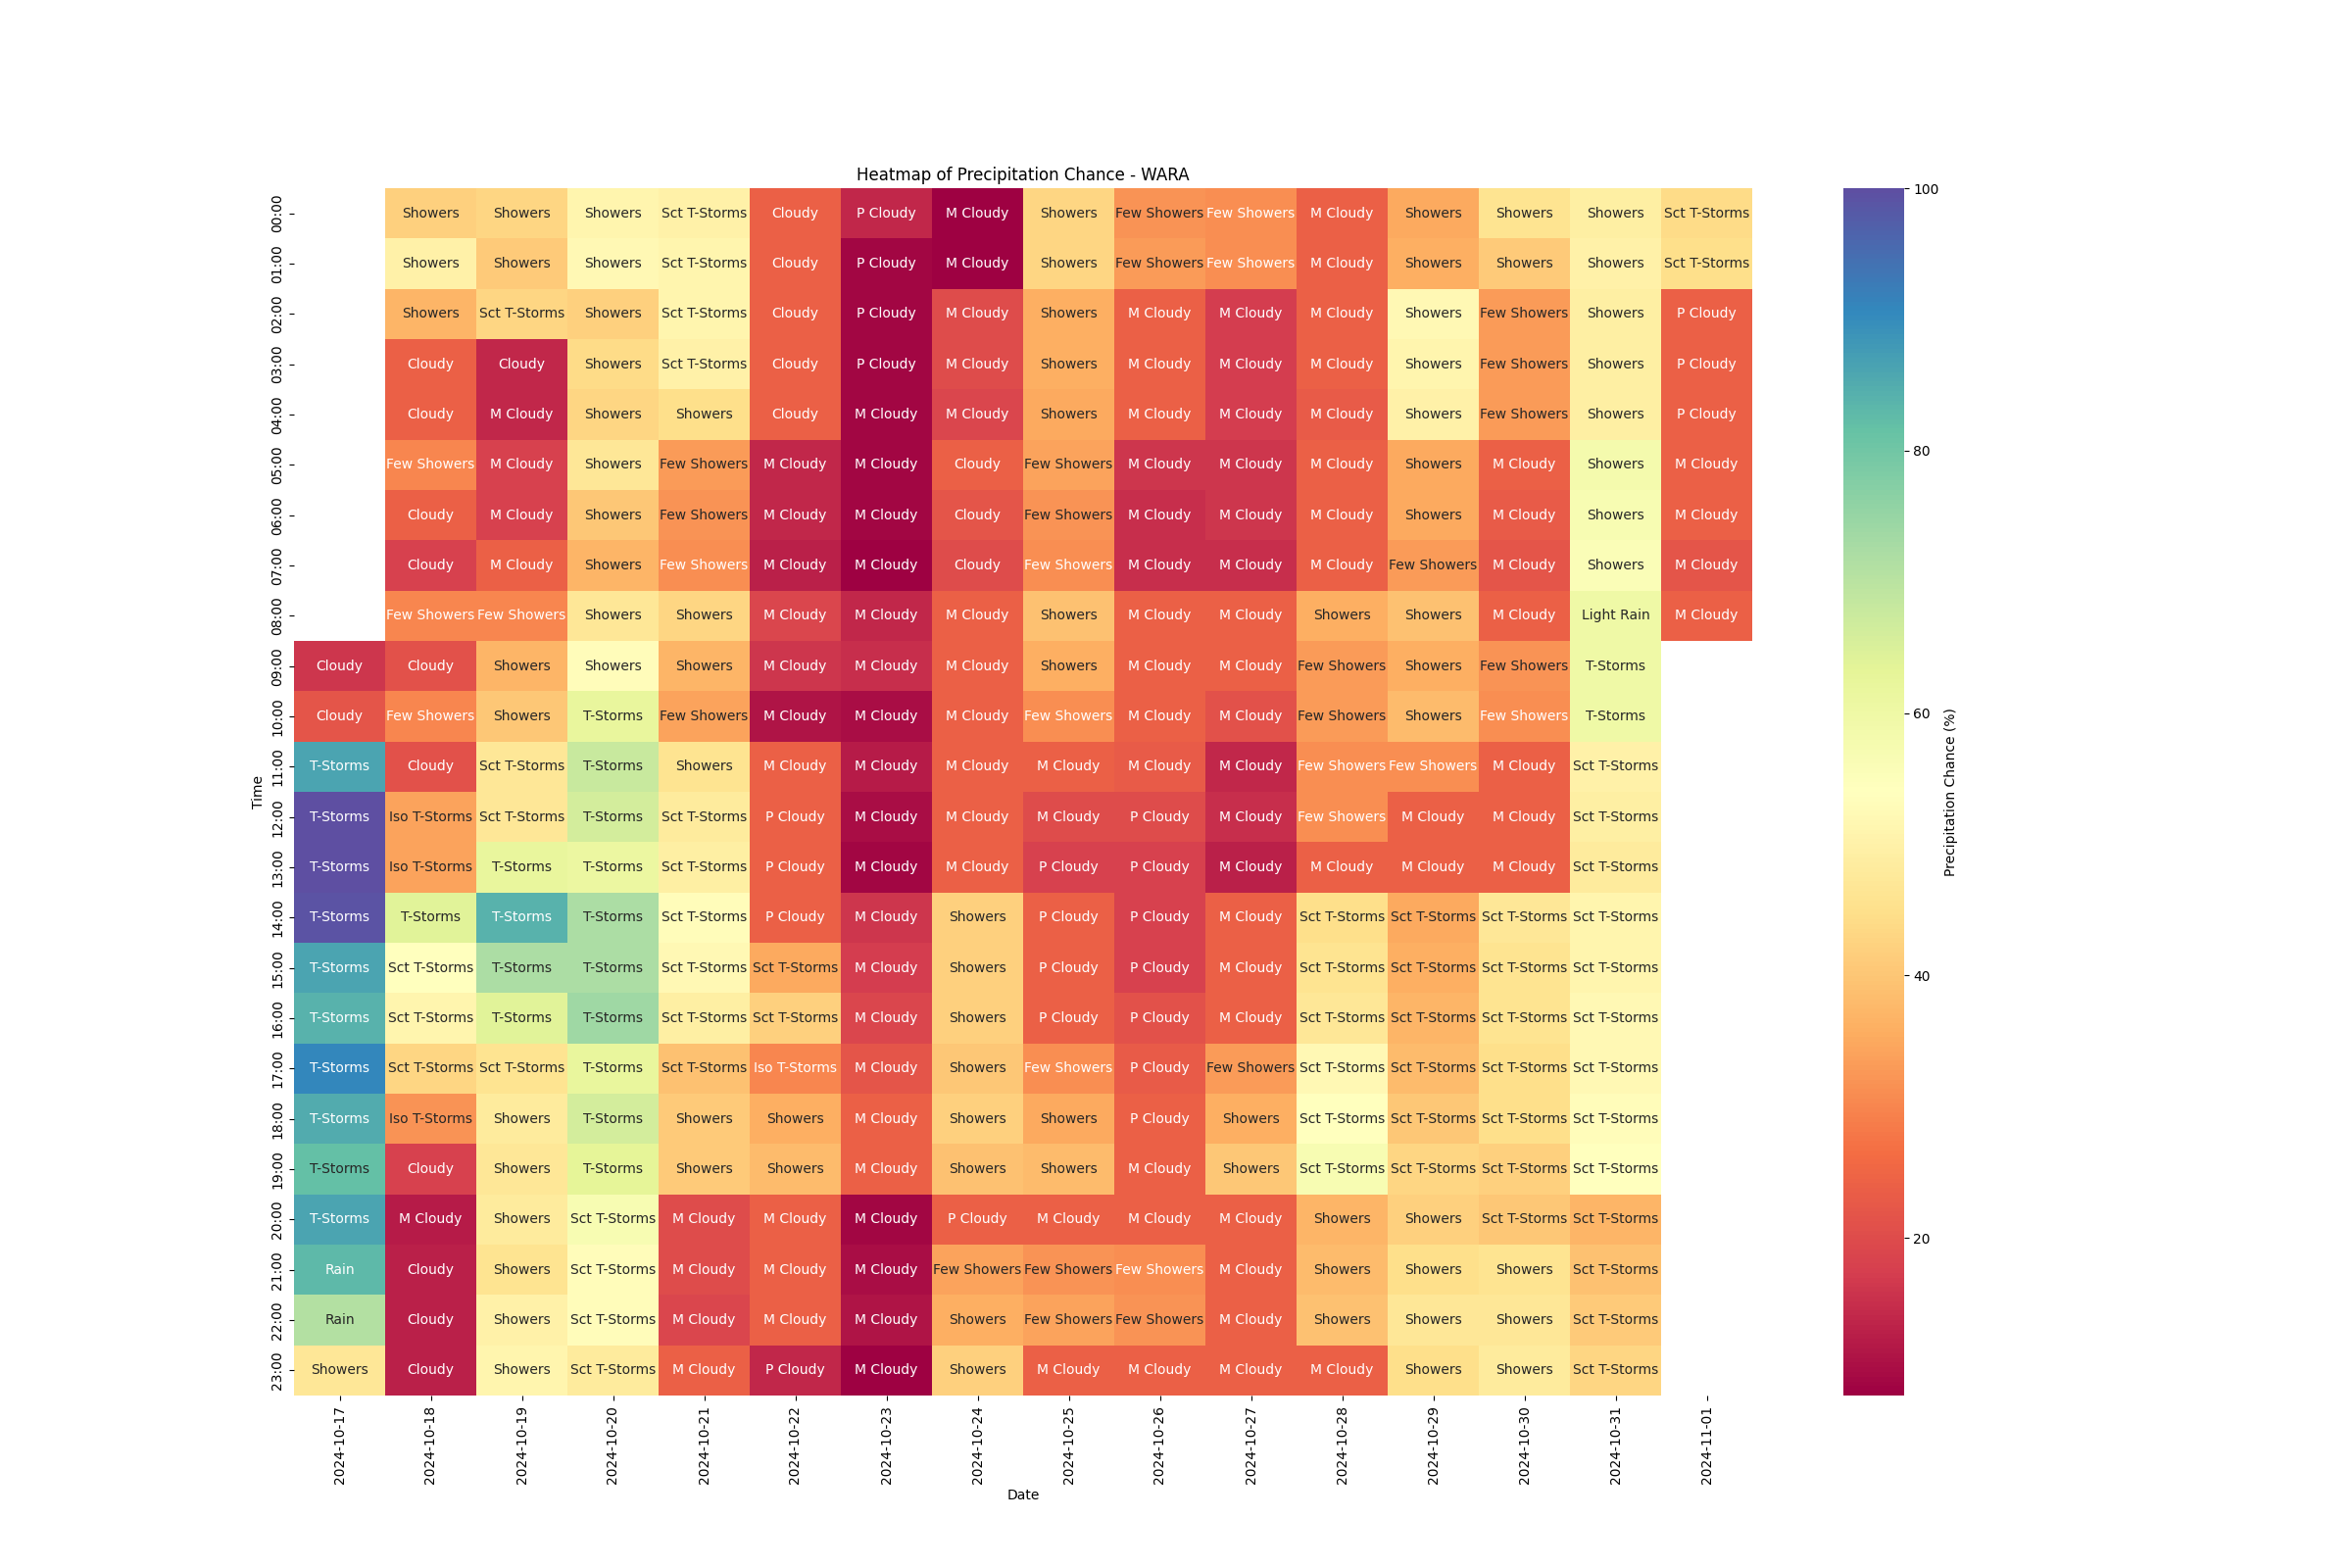 Heatmap of Precipitation Chance - WARA
00:00 Showers Showers Showers Sct T-Storms Cloudy P Cloudy M Cloudy Showers Few Showers Few Showers M Cloudy Showers Showers Showers Sct T-Storms
01:00 Showers Showers Showers Sct T-Storms Cloudy P Cloudy M Cloudy Showers Few Showers Few Showers M Cloudy Showers Showers Showers Sct T-Storms
02:00 Showers Sct T-Storms Showers Sct T-Storms Cloudy P Cloudy M Cloudy Showers M Cloudy M Cloudy M Cloudy Showers Few Showers Showers P Cloudy
03:00 Cloudy Cloudy Showers Sct T-Storms Cloudy P Cloudy M Cloudy Showers M Cloudy M Cloudy M Cloudy Showers Few Showers Showers P Cloudy
04:00 Cloudy M Cloudy Showers Showers Cloudy M Cloudy M Cloudy Showers M Cloudy M Cloudy M Cloudy Showers Few Showers Showers P Cloudy
05:00 Few Showers M Cloudy Showers Few Showers M Cloudy M Cloudy Cloudy Few Showers M Cloudy M Cloudy M Cloudy Showers M Cloudy Showers M Cloudy
06:00 Cloudy M Cloudy Showers Few Showers M Cloudy M Cloudy Cloudy Few Showers M Cloudy M Cloudy M Cloudy Showers M Cloudy Showers M Cloudy
07:00 Cloudy M Cloudy Showers Few Showers M Cloudy M Cloudy Cloudy Few Showers M Cloudy M Cloudy M Cloudy Few Showers M Cloudy Showers M Cloudy
08:00 Few Showers Few Showers Showers Showers M Cloudy M Cloudy M Cloudy Showers M Cloudy M Cloudy Showers Showers M Cloudy Light Rain M Cloudy
09:00 Cloudy Cloudy Showers Showers Showers M Cloudy M Cloudy M Cloudy Showers M Cloudy M Cloudy Few Showers Showers Few Showers T-Storms
10:00 Cloudy Few Showers Showers T-Storms Few Showers M Cloudy M Cloudy M Cloudy Few Showers M Cloudy M Cloudy Few Showers Showers Few Showers T-Storms
11:00 T-Storms Cloudy Sct T-Storms T-Storms Showers M Cloudy M Cloudy M Cloudy M Cloudy M Cloudy M Cloudy Few Showers Few Showers M Cloudy Sct T-Storms
12:00 T-Storms Iso T-Storms Sct T-Storms T-Storms Sct T-Storms P Cloudy M Cloudy M Cloudy M Cloudy P Cloudy M Cloudy Few Showers M Cloudy M Cloudy Sct T-Storms
13:00 T-Storms Iso T-Storms T-Storms T-Storms Sct T-Storms P Cloudy M Cloudy M Cloudy P Cloudy P Cloudy M Cloudy M Cloudy M Cloudy M Cloudy Sct T-Storms
14:00 T-Storms T-Storms T-Storms T-Storms Sct T-Storms P Cloudy M Cloudy Showers P Cloudy P Cloudy M Cloudy Sct T-Storms Sct T-Storms Sct T-Storms Sct T-Storms
15:00 T-Storms Sct T-Storms T-Storms T-Storms Sct T-Storms Sct T-Storms M Cloudy Showers P Cloudy P Cloudy M Cloudy Sct T-Storms Sct T-Storms Sct T-Storms Sct T-Storms
16:00 T-Storms Sct T-Storms T-Storms T-Storms Sct T-Storms Sct T-Storms M Cloudy Showers P Cloudy P Cloudy M Cloudy Sct T-Storms Sct T-Storms Sct T-Storms Sct T-Storms
17:00 T-Storms Sct T-Storms Sct T-Storms T-Storms Sct T-Storms Iso T-Storms M Cloudy Showers Few Showers P Cloudy Few Showers Sct T-Storms Sct T-Storms Sct T-Storms Sct T-Storms
18:00 T-Storms Iso T-Storms Showers T-Storms Showers Showers M Cloudy Showers Showers P Cloudy Showers Sct T-Storms Sct T-Storms Sct T-Storms Sct T-Storms
19:00 T-Storms Cloudy Showers T-Storms Showers Showers M Cloudy Showers Showers M Cloudy Showers Sct T-Storms Sct T-Storms Sct T-Storms Sct T-Storms
20:00 T-Storms M Cloudy Showers Sct T-Storms M Cloudy M Cloudy M Cloudy P Cloudy M Cloudy M Cloudy M Cloudy Showers Showers Sct T-Storms Sct T-Storms
21:00 Rain Cloudy Showers Sct T-Storms M Cloudy M Cloudy M Cloudy Few Showers Few Showers Few Showers M Cloudy Showers Showers Showers Sct T-Storms
22:00 Rain Cloudy Showers Sct T-Storms M Cloudy M Cloudy M Cloudy Showers Few Showers Few Showers M Cloudy Showers Showers Showers Sct T-Storms
23:00 Showers Cloudy Showers Sct T-Storms M Cloudy P Cloudy M Cloudy Showers M Cloudy M Cloudy M Cloudy M Cloudy Showers Showers Sct T-Storms
Time
2024-10-17 2024-10-18 2024-10-19 2024-10-20 2024-10-21 2024-10-22 2024-10-23 2024-10-24 2024-10-25 2024-10-26 2024-10-27 2024-10-28 2024-10-29 2024-10-30 2024-10-31 2024-11-01
Date
100
80
60
40
20
Precipitation Chance (%)